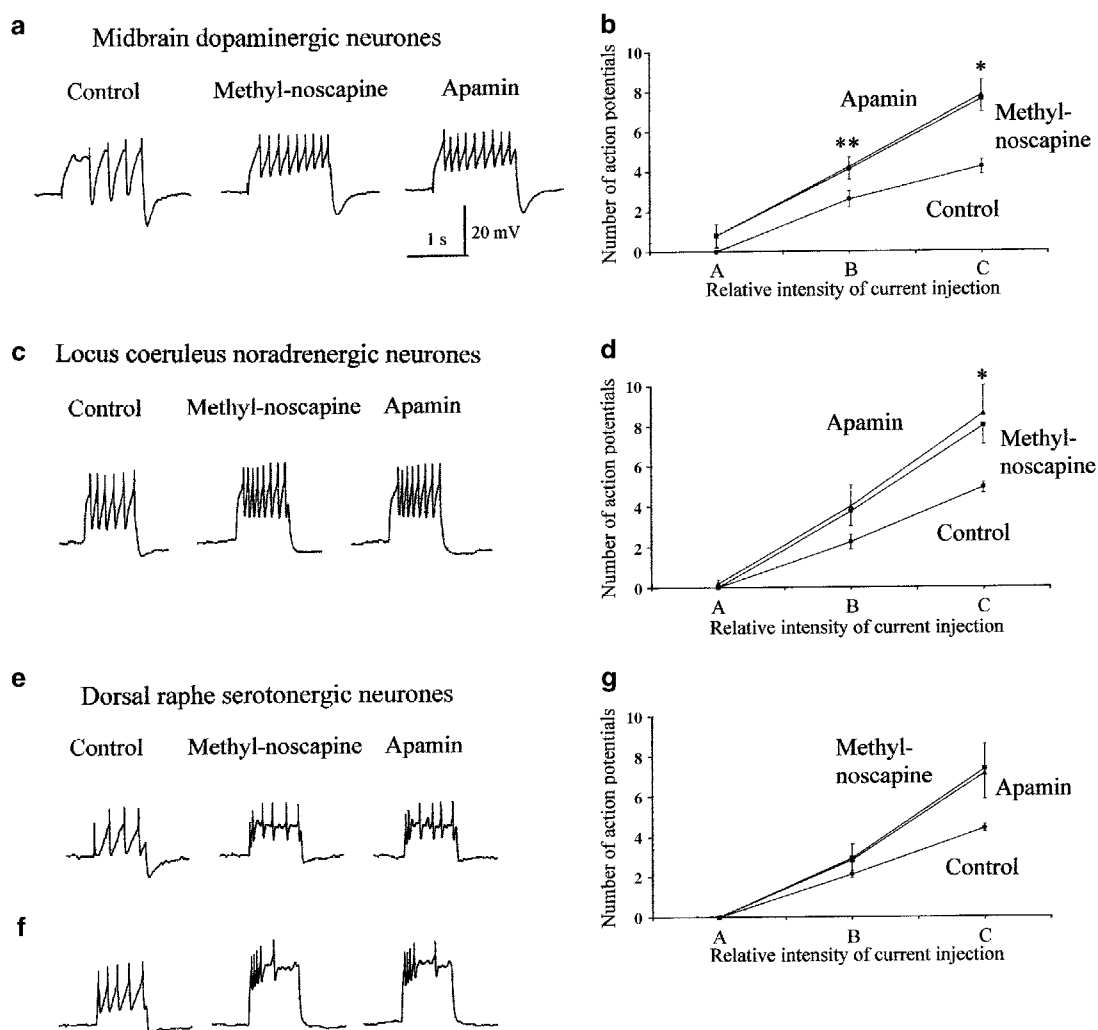 a
Midbrain dopaminergic neurones
Control Methyl-noscapine Apamin
1 s
20 mV
b
Number of action potentials
10
8
6
4
2
0
Apamin
**
*
Methyl-
noscapine
Control
A B C
Relative intensity of current injection
c
Locus coeruleus noradrenergic neurones
Control Methyl-noscapine Apamin
d
Number of action potentials
10
8
6
4
2
0
Apamin
*
Methyl-
noscapine
Control
A B C
Relative intensity of current injection
e
Dorsal raphe serotonergic neurones
Control Methyl-noscapine Apamin
f
g
Number of action potentials
10
8
6
4
2
0
Methyl-
noscapine
Apamin
Control
A B C
Relative intensity of current injection